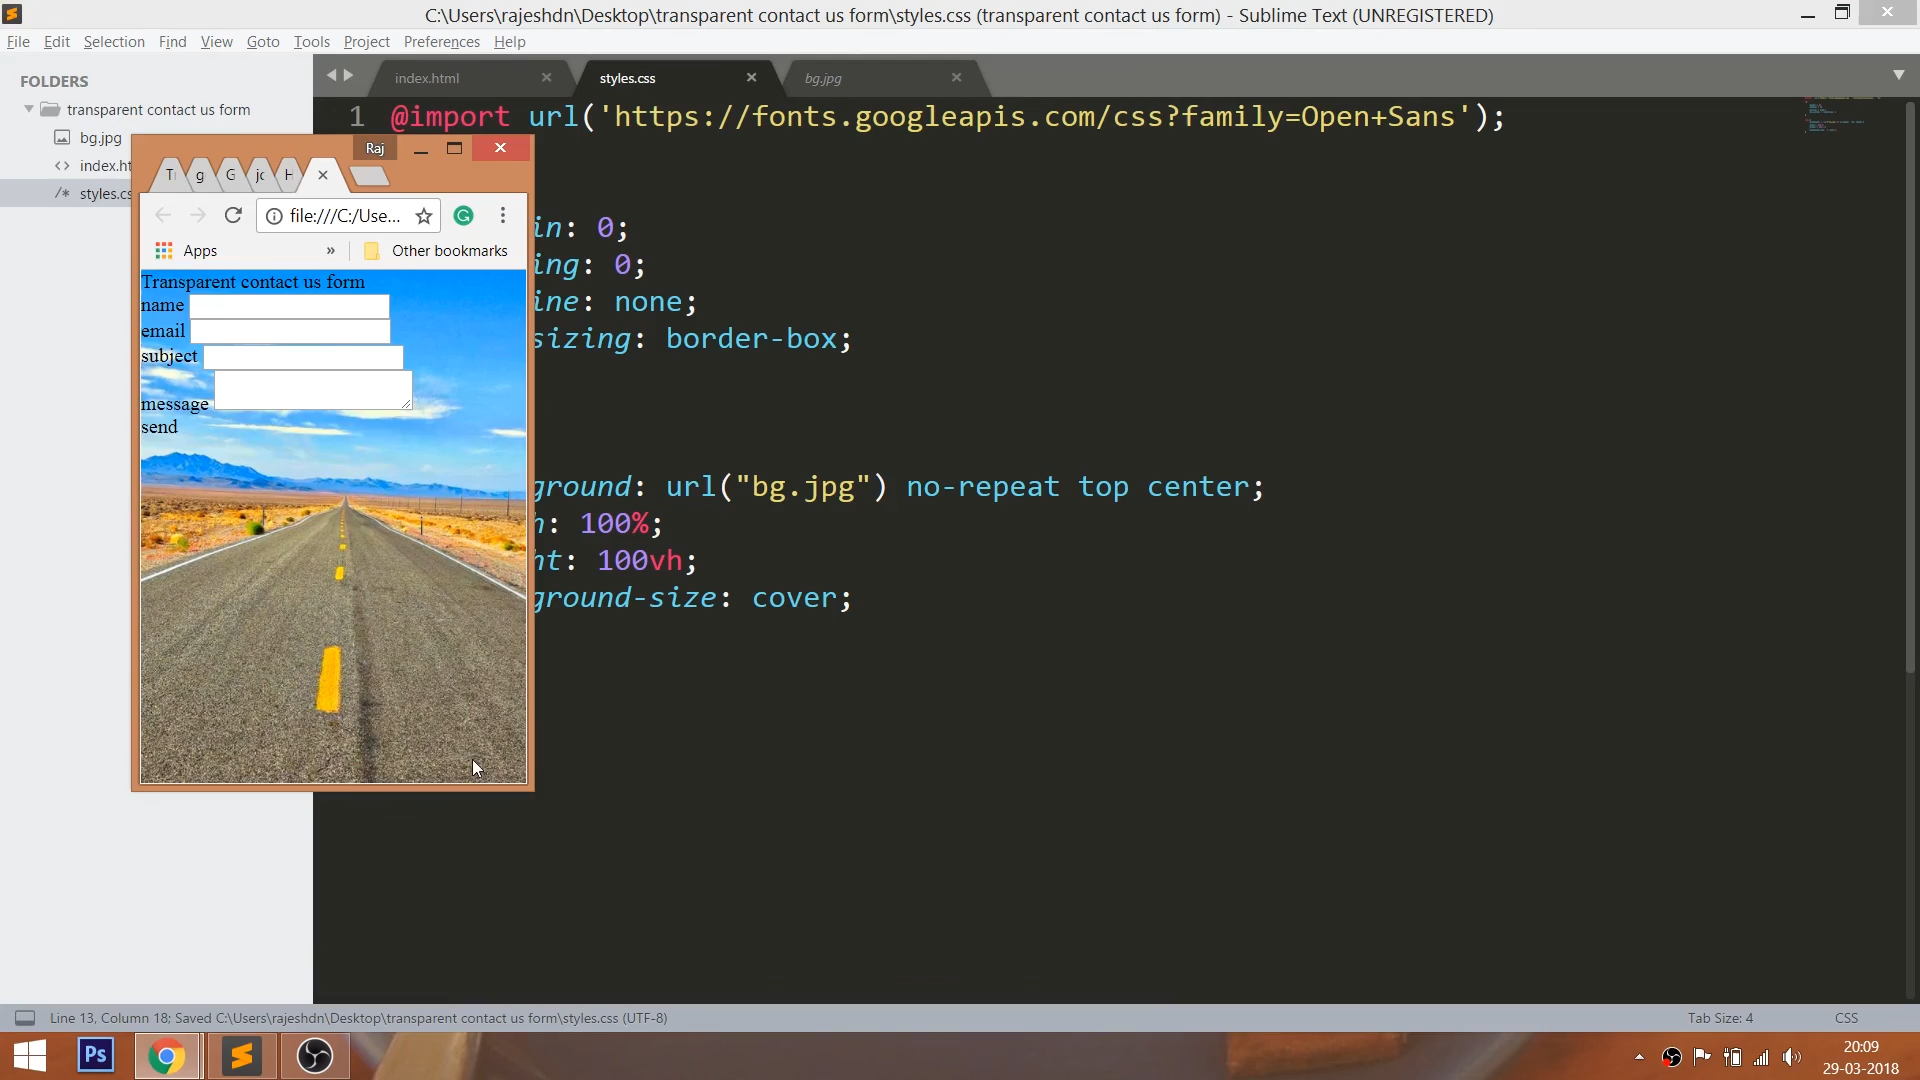 C:\Users\rajeshdn\Desktop\transparent contact us form\styles.css (transparent contact us form) - Sublime Text (UNREGISTERED)
File Edit Selection Find View Goto Tools Project Preferences Help
FOLDERS
transparent contact us form
bg.jpg
index.ht
/* styles.cs
index.html
styles.css
bg.jpg
1 @import url('https://fonts.googleapis.com/css?family=Open+Sans');
in: 0;
ing: 0;
ine: none;
sizing: border-box;
ground: url("bg.jpg") no-repeat top center;
h: 100%;
ht: 100vh;
ground-size: cover;
Raj
T g G jc H
file:///C:/Use...
Apps » Other bookmarks
Transparent contact us form
name
email
subject
message
send
Line 13, Column 18; Saved C:\Users\rajeshdn\Desktop\transparent contact us form\styles.css (UTF-8)
Tab Size: 4
CSS
Ps
20:09
29-03-2018